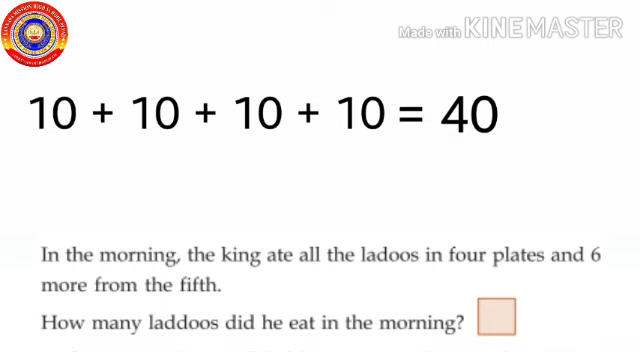 Made with KINEMASTER
10 + 10 + 10 + 10 = 40
In the morning, the king ate all the ladoos in four plates and 6
more from the fifth.
How many laddoos did he eat in the morning?